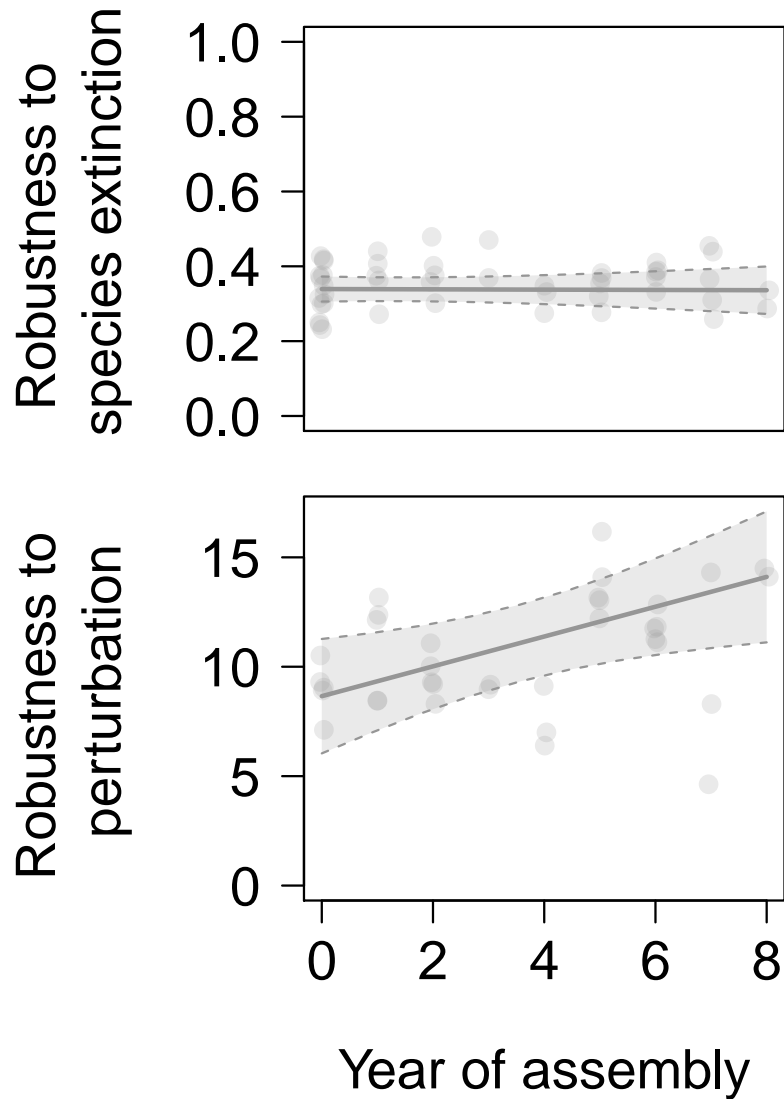 Robustness to
species extinction
1.0
0.8
0.6
0.4
0.2
0.0
Robustness to
perturbation
15
10
5
0
0 2 4 6 8
Year of assembly